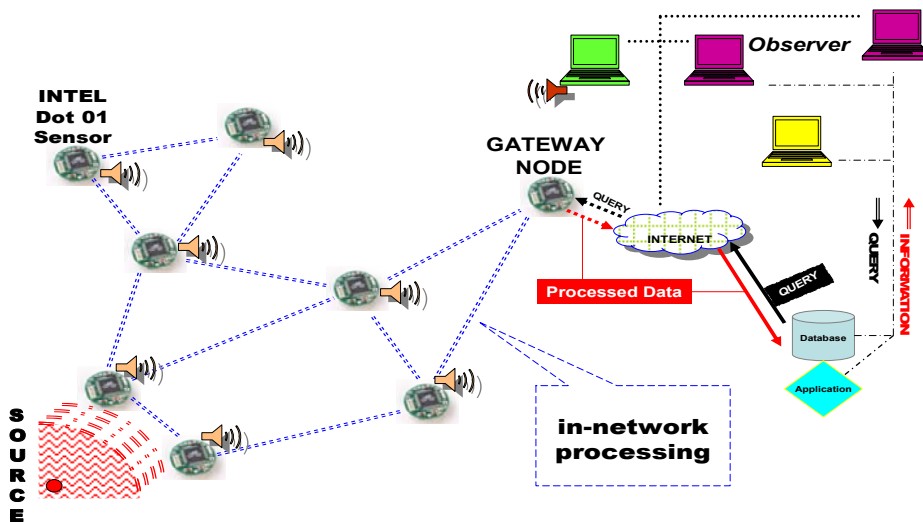 Observer
INTEL
Dot 01
Sensor
GATEWAY
NODE
QUERY
INTERNET
Processed Data
QUERY
QUERY
INFORMATION
Database
Application
in-network
processing
SOURCE